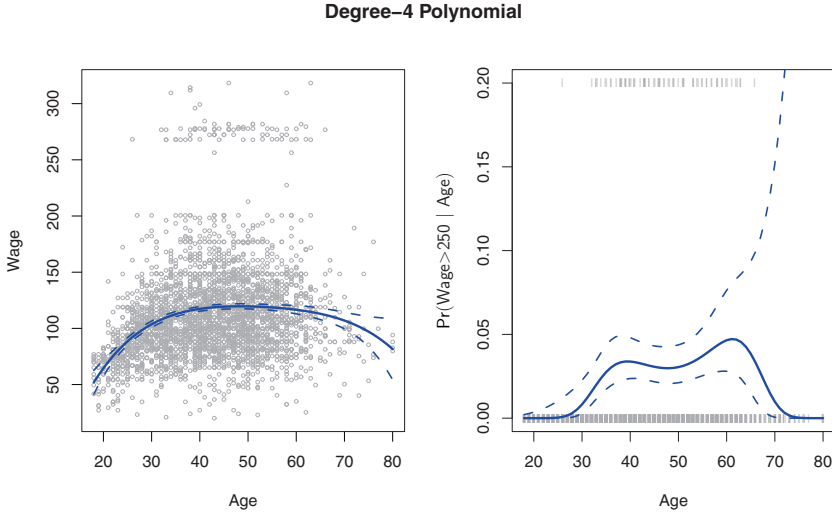 Degree−4 Polynomial
Wage
50 100 150 200 250 300
20 30 40 50 60 70 80
Age
Pr(Wage>250 | Age)
0.00 0.05 0.10 0.15 0.20
20 30 40 50 60 70 80
Age